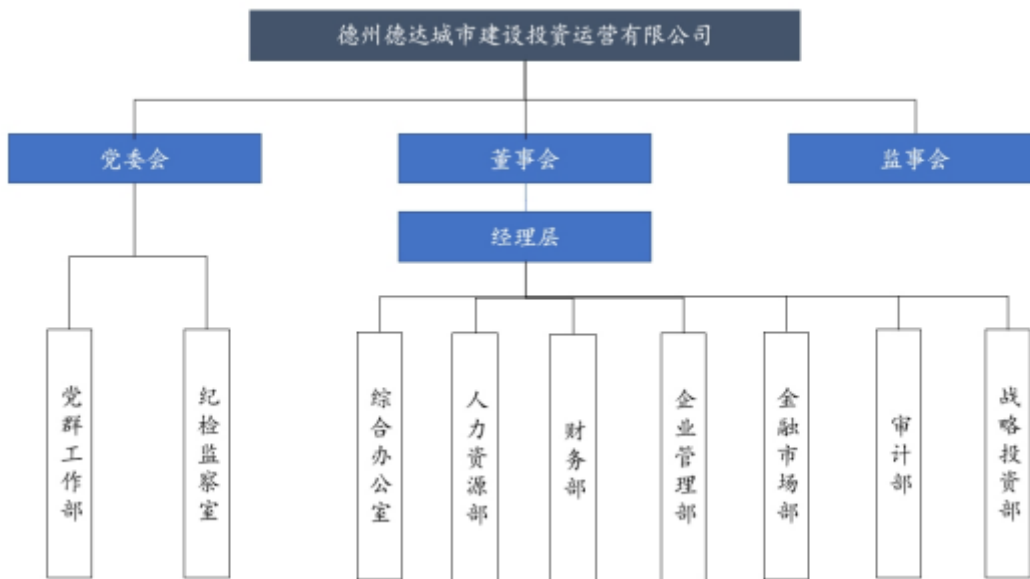 德州德达城市建设投资运营有限公司
党委会
董事会
监事会
经理层
党群工作部
纪检监察室
综合办公室
人力资源部
财务部
企业管理部
金融市场部
审计部
战略投资部